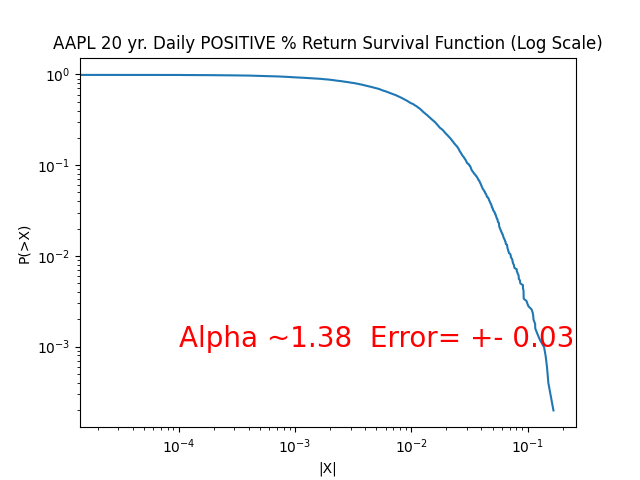 AAPL 20 yr. Daily POSITIVE % Return Survival Function (Log Scale)
10⁰
10⁻¹
10⁻²
10⁻³
P(>X)
Alpha ~1.38 Error= +- 0.03
10⁻⁴ 10⁻³ 10⁻² 10⁻¹
|X|